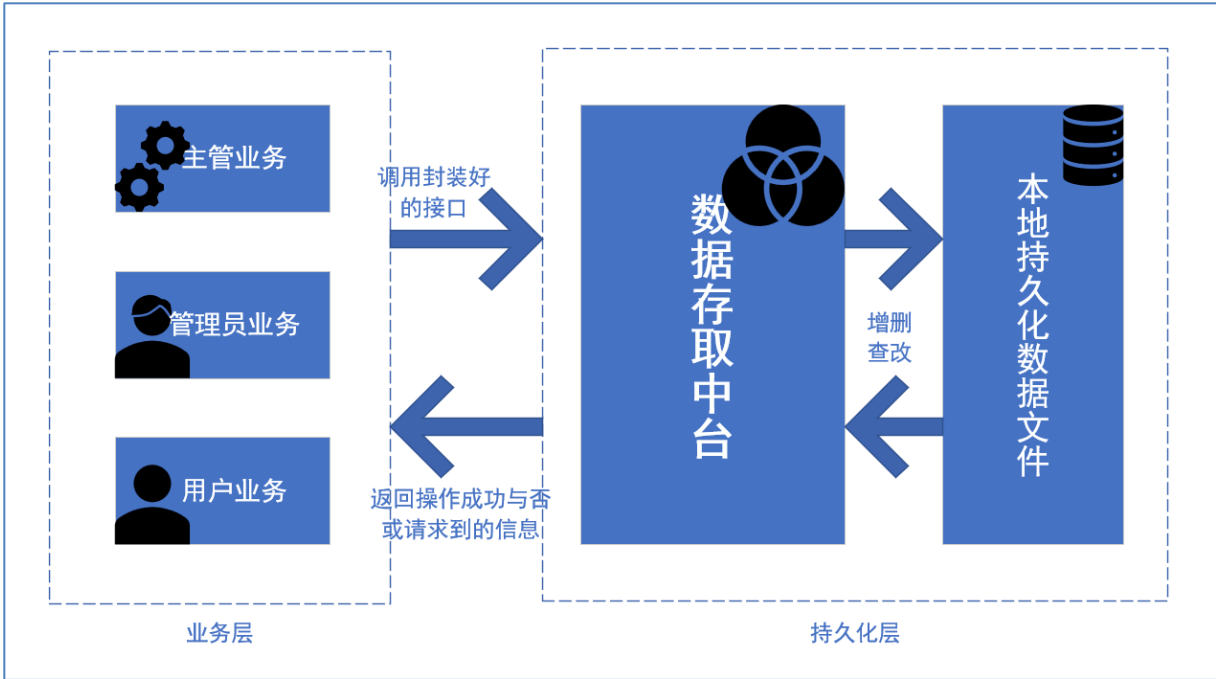 主管业务
管理员业务
用户业务
业务层
调用封装好
的接口
返回操作成功与否
或请求到的信息
数据存取中台
增删
查改
本地持久化数据文件
持久化层